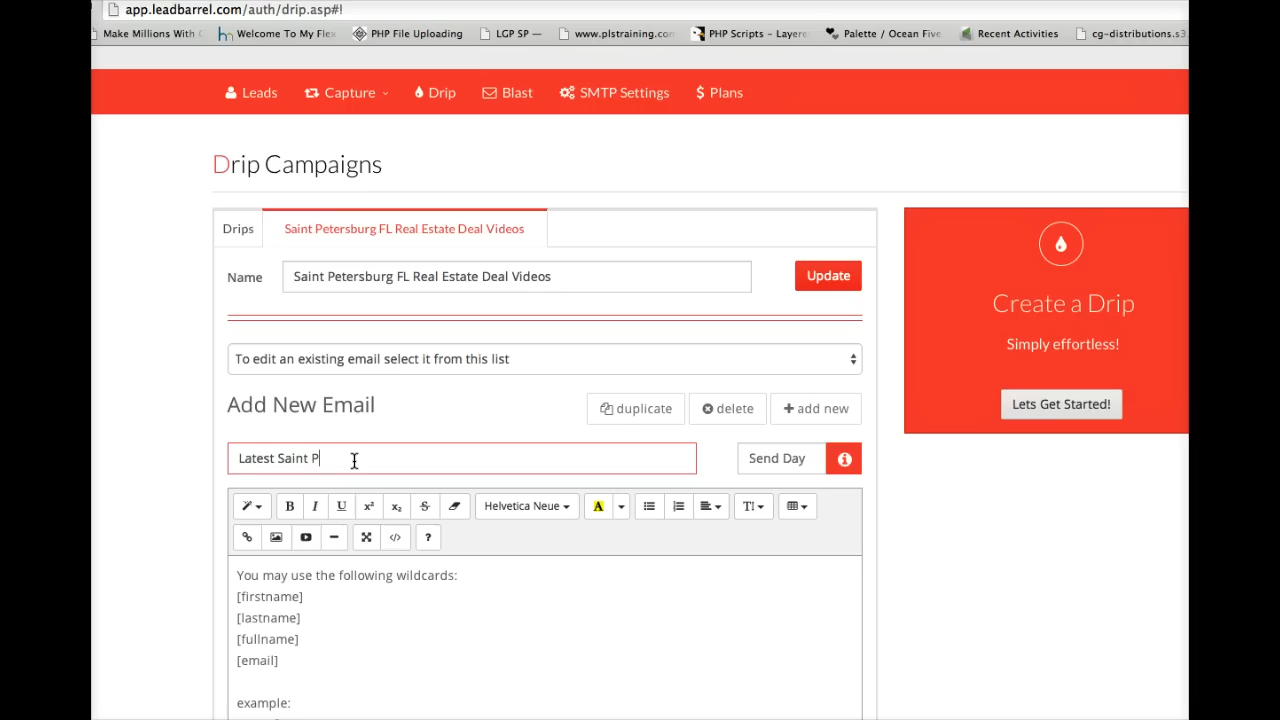 app.leadbarrel.com/auth/drip.asp#!
Make Millions With Welcome To My Fle PHP File Uploading LGP SP — www.plstraining.co PHP Scripts – Layer Palette / Ocean Five Recent Activities cg-distributions.s3
Leads Capture Drip Blast SMTP Settings Plans
Drip Campaigns
Drips Saint Petersburg FL Real Estate Deal Videos
Name Saint Petersburg FL Real Estate Deal Videos Update
Create a Drip
Simply effortless!
Lets Get Started!
To edit an existing email select it from this list
Add New Email duplicate delete add new
Latest Saint P Send Day
B I U x² x₂ S Helvetica Neue A T!
?
You may use the following wildcards:
[firstname]
[lastname]
[fullname]
[email]
example: